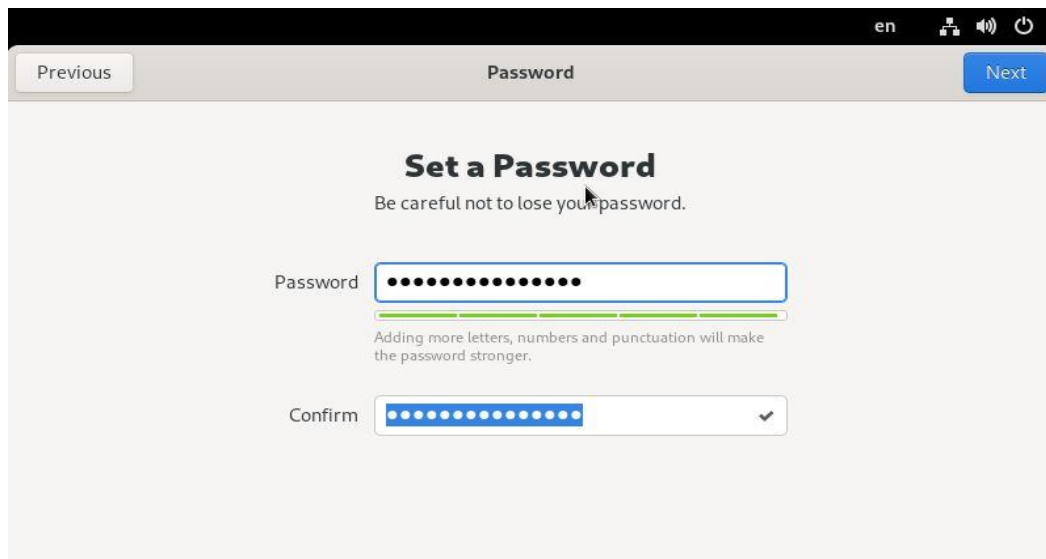 en
Previous
Password
Next
Set a Password
Be careful not to lose your password.
Password
●●●●●●●●●●●●●●●
Adding more letters, numbers and punctuation will make
the password stronger.
Confirm
●●●●●●●●●●●●●●●